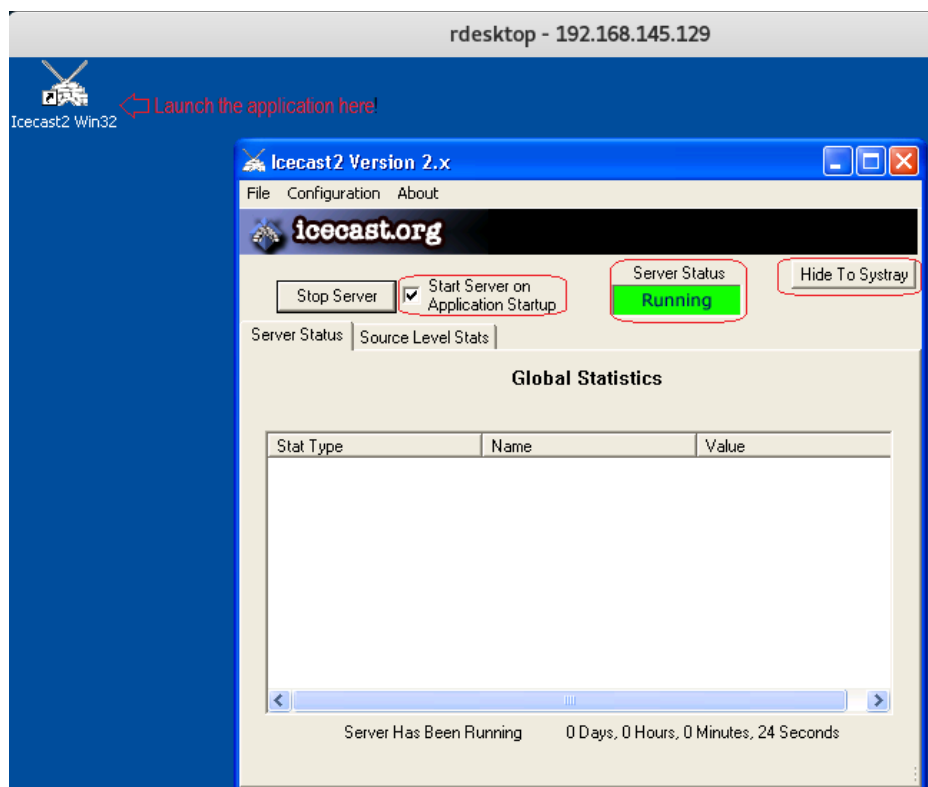 rdesktop - 192.168.145.129
Launch the application here!
Icecast2 Win32
Icecast2 Version 2.x
File Configuration About
icecast.org
Stop Server
Start Server on
Application Startup
Server Status
Running
Hide To Systray
Server Status Source Level Stats
Global Statistics
Stat Type Name Value
Server Has Been Running 0 Days, 0 Hours, 0 Minutes, 24 Seconds